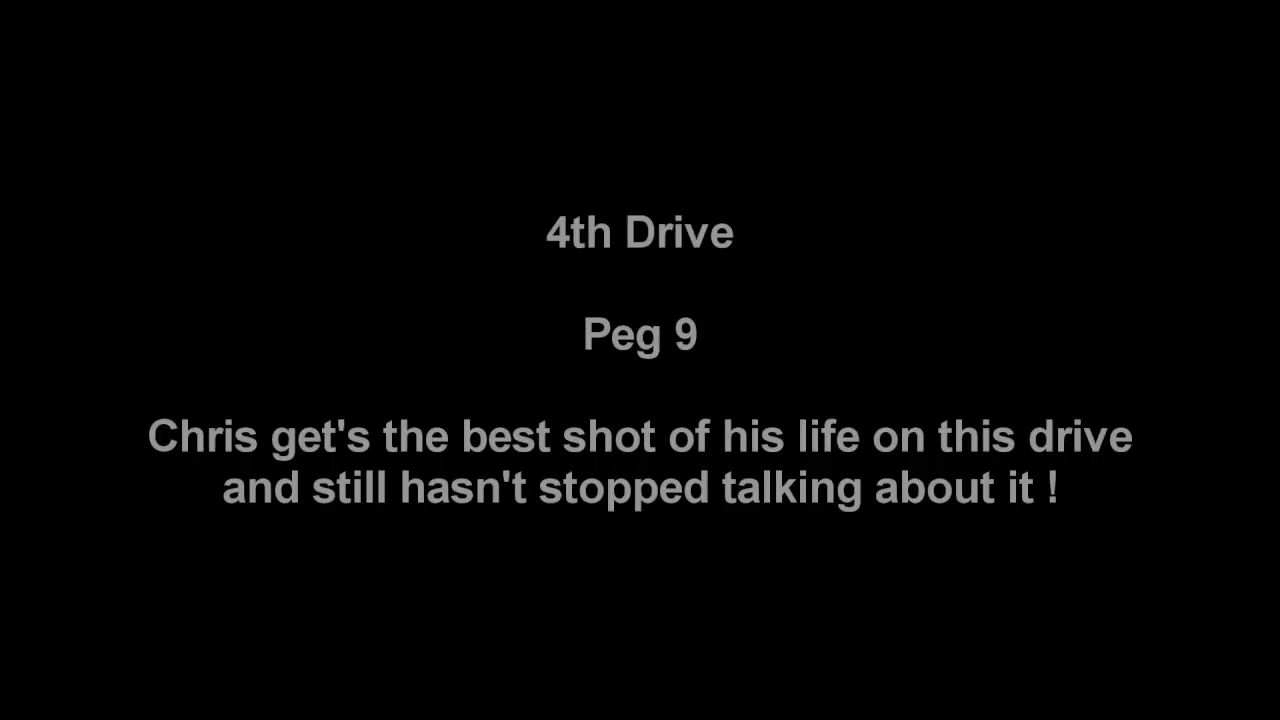 4th Drive
Peg 9
Chris get's the best shot of his life on this drive
and still hasn't stopped talking about it !